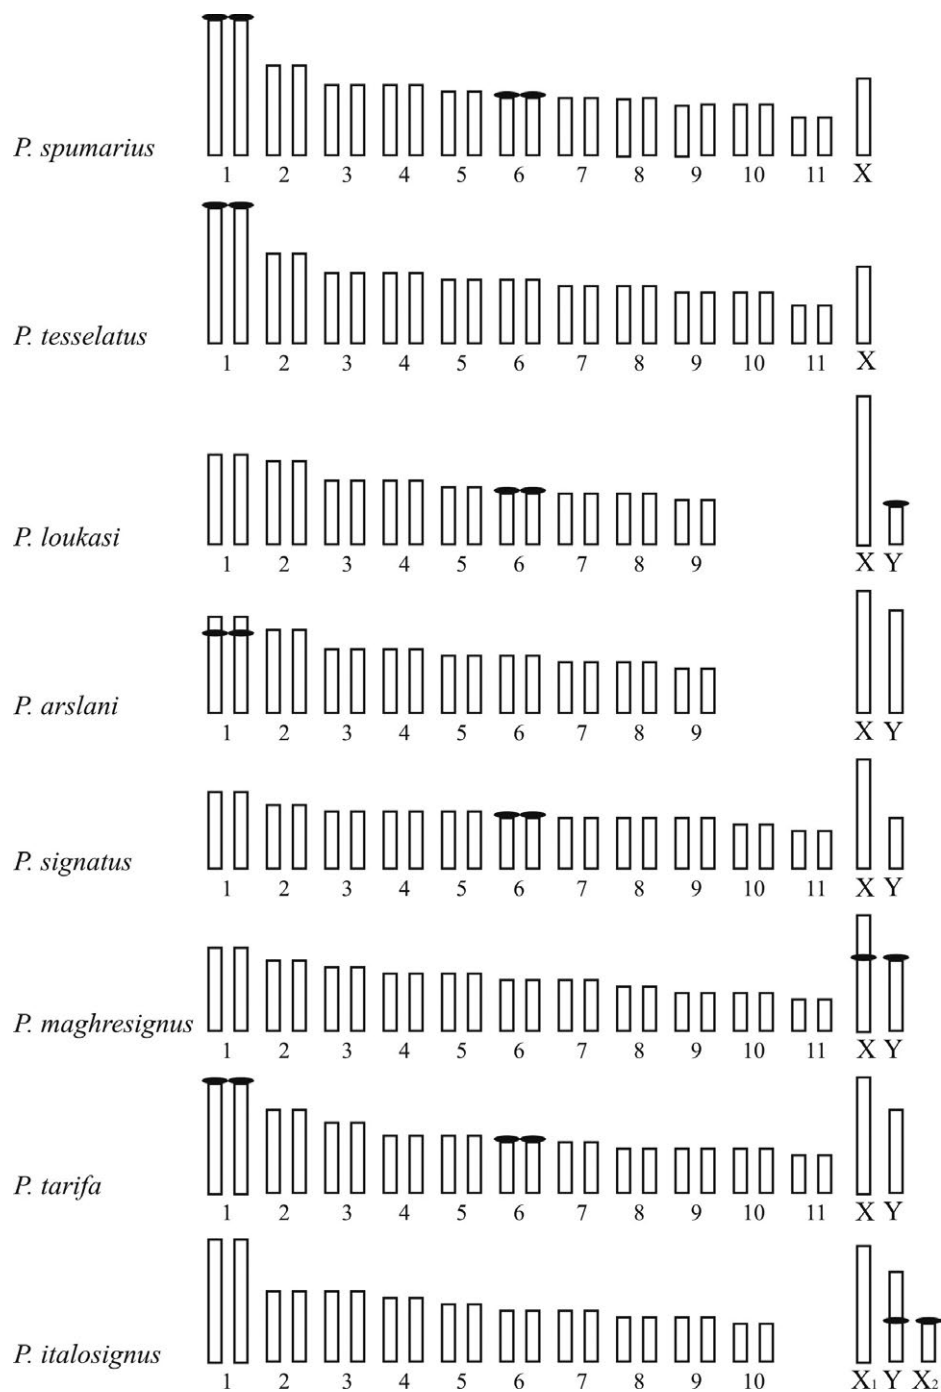 P. spumarius
1 2 3 4 5 6 7 8 9 10 11 X
P. tesselatus
1 2 3 4 5 6 7 8 9 10 11 X
P. loukasi
1 2 3 4 5 6 7 8 9 X Y
P. arslani
1 2 3 4 5 6 7 8 9 X Y
P. signatus
1 2 3 4 5 6 7 8 9 10 11 X Y
P. maghresignus
1 2 3 4 5 6 7 8 9 10 11 X Y
P. tarifa
1 2 3 4 5 6 7 8 9 10 11 X Y
P. italosignus
1 2 3 4 5 6 7 8 9 10 X1 Y X2